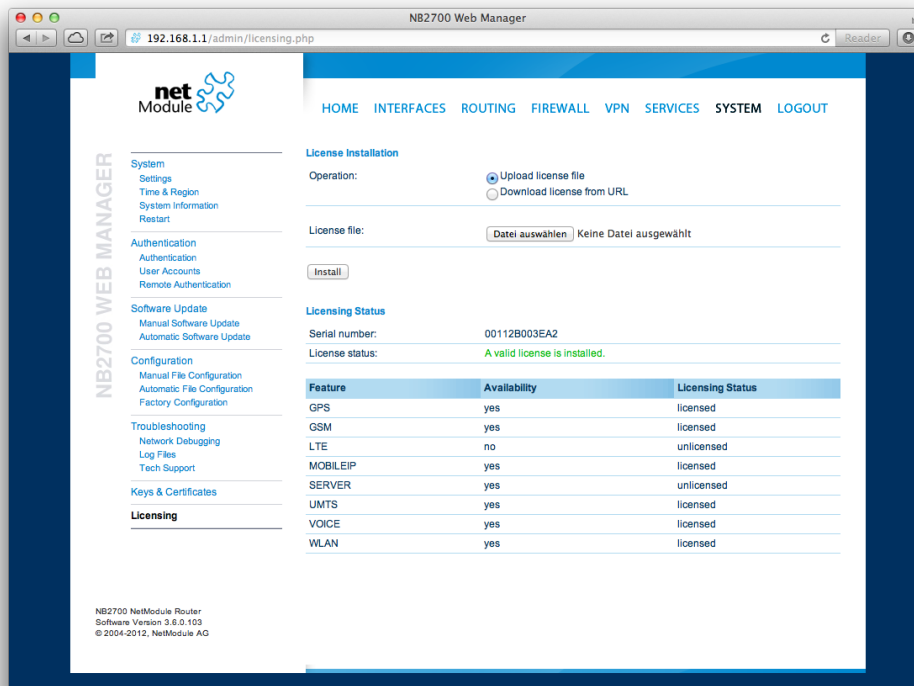 NB2700 Web Manager
192.168.1.1/admin/licensing.php
Reader
net
Module
HOME INTERFACES ROUTING FIREWALL VPN SERVICES SYSTEM LOGOUT
NB2700 WEB MANAGER
System
Settings
Time & Region
System Information
Restart
Authentication
Authentication
User Accounts
Remote Authentication
Software Update
Manual Software Update
Automatic Software Update
Configuration
Manual File Configuration
Automatic File Configuration
Factory Configuration
Troubleshooting
Network Debugging
Log Files
Tech Support
Keys & Certificates
Licensing
License Installation
Operation: Upload license file
Download license from URL
License file: Datei auswählen Keine Datei ausgewählt
Install
Licensing Status
Serial number: 00112B003EA2
License status: A valid license is installed.
Feature Availability Licensing Status
GPS yes licensed
GSM yes licensed
LTE no unlicensed
MOBILEIP yes licensed
SERVER yes unlicensed
UMTS yes licensed
VOICE yes licensed
WLAN yes licensed
NB2700 NetModule Router
Software Version 3.6.0.103
© 2004-2012, NetModule AG